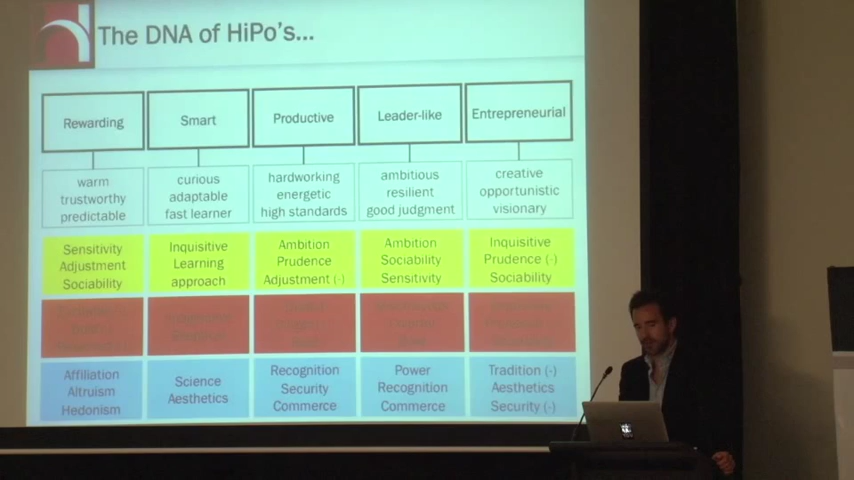 The DNA of HiPo's...
Rewarding
Smart
Productive
Leader-like
Entrepreneurial
warm
trustworthy
predictable
curious
adaptable
fast learner
hardworking
energetic
high standards
ambitious
resilient
good judgment
creative
opportunistic
visionary
Sensitivity
Adjustment
Sociability
Inquisitive
Learning
approach
Ambition
Prudence
Adjustment (-)
Ambition
Sociability
Sensitivity
Inquisitive
Prudence (-)
Sociability
Affiliation
Altruism
Hedonism
Science
Aesthetics
Recognition
Security
Commerce
Power
Recognition
Commerce
Tradition (-)
Aesthetics
Security (-)